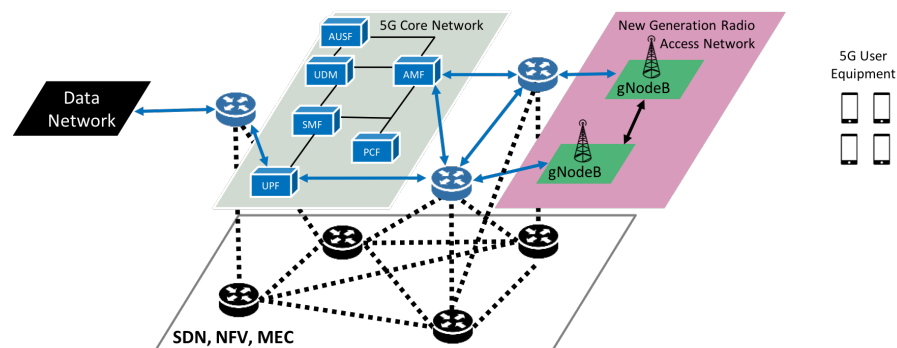 5G Core Network
AUSF
UDM
AMF
SMF
PCF
UPF
Data
Network
New Generation Radio
Access Network
gNodeB
gNodeB
5G User
Equipment
SDN, NFV, MEC